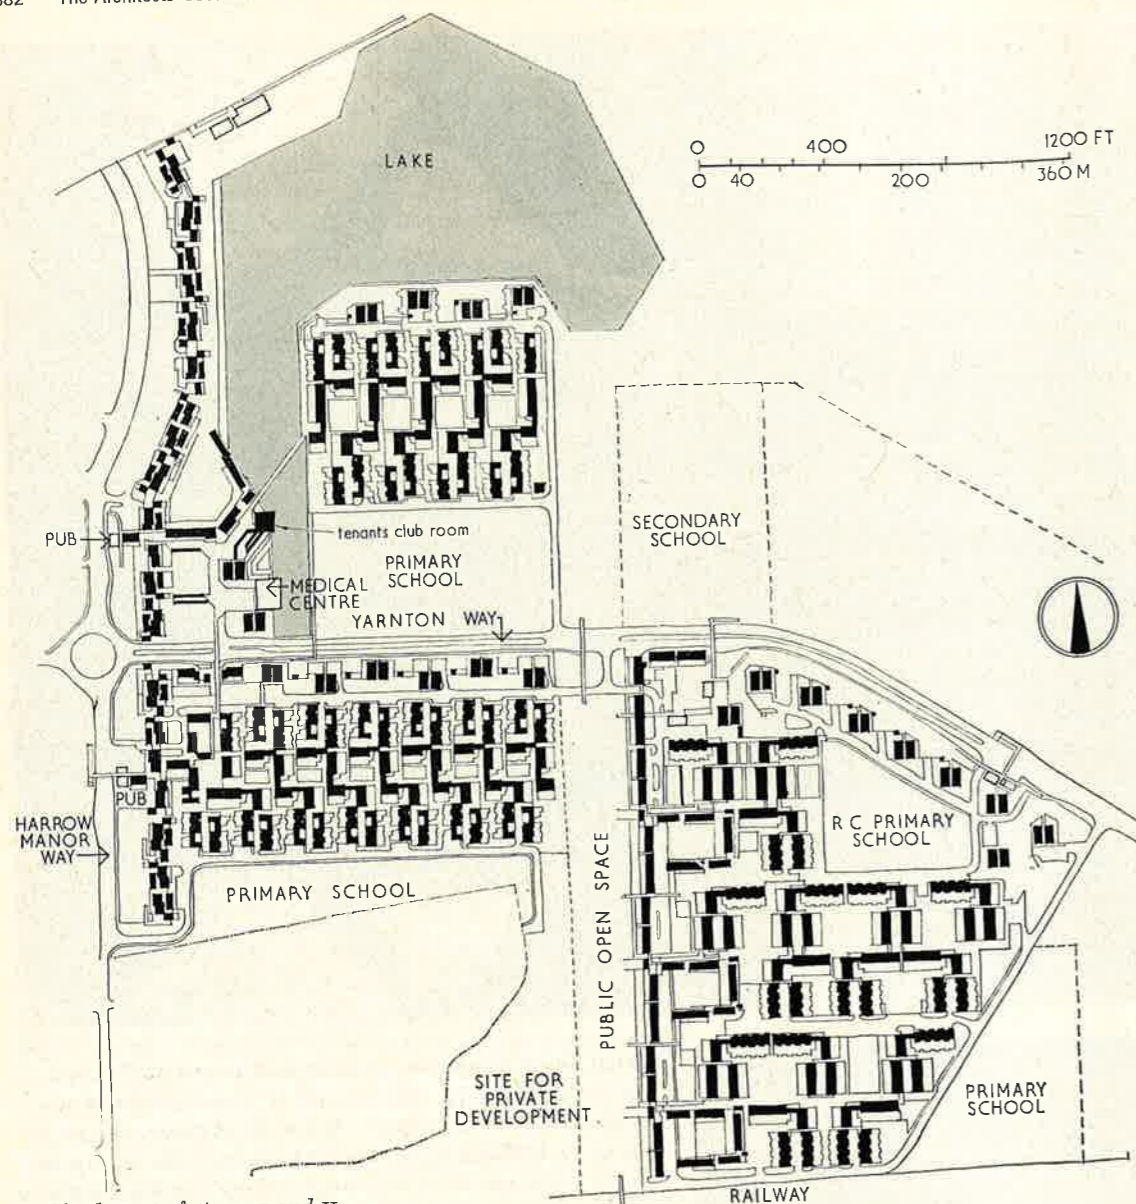 The Architects
LAKE
0 400 1200 FT
0 40 200 360 M
PUB
tenants club room
PRIMARY
SCHOOL
MEDICAL
CENTRE
YARNTON WAY
SECONDARY
SCHOOL
PUB
HARROW
MANOR
WAY
PRIMARY SCHOOL
R C PRIMARY
SCHOOL
PUBLIC OPEN SPACE
SITE FOR
PRIVATE
DEVELOPMENT
PRIMARY
SCHOOL
RAILWAY